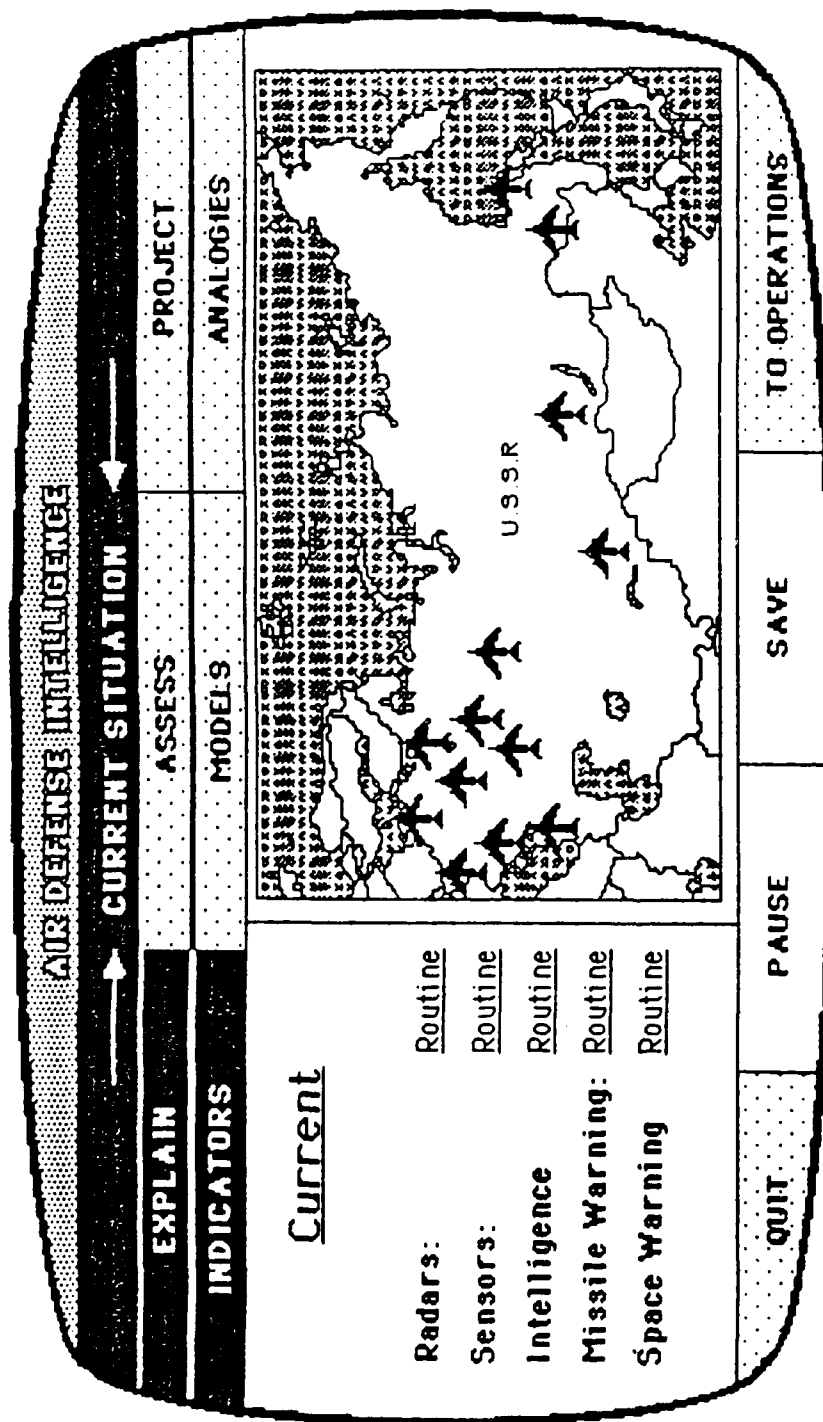 AIR DEFENSE INTELLIGENCE
CURRENT SITUATION
EXPLAIN ASSESS PROJECT
INDICATORS MODELS ANALOGIES
Current
Radars: Routine
Sensors: Routine
Intelligence Routine
Missile Warning: Routine
Space Warning Routine
U.S.S.R
QUIT PAUSE SAVE TO OPERATIONS